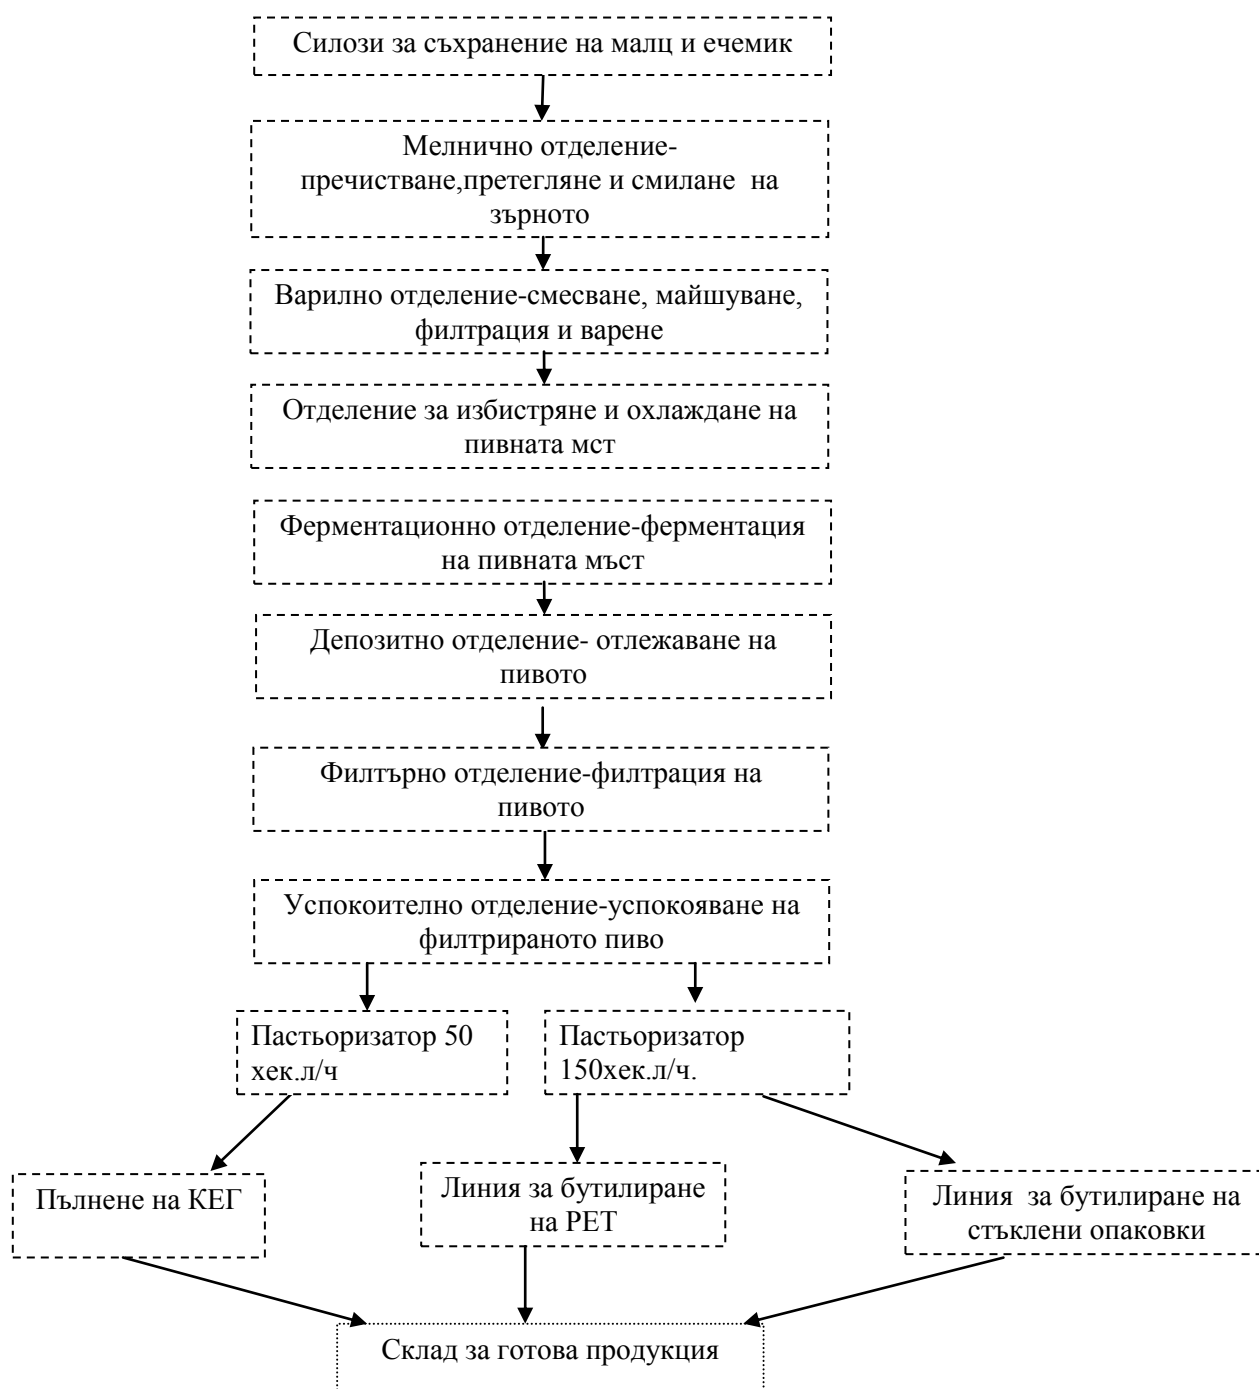 Силози за съхранение на малц и ечемик
Мелнично отделение-
пречистване,претегляне и смилане на
зърното
Варилно отделение-смесване, майшуване,
филтрация и варене
Отделение за избистряне и охлаждане на
пивната мст
Ферментационно отделение-ферментация
на пивната мъст
Депозитно отделение- отлежаване на
пивото
Филтърно отделение-филтрация на
пивото
Успокоително отделение-успокояване на
филтрираното пиво
Пастьоризатор 50
хек.л/ч
Пастьоризатор
150хек.л/ч.
Пълнене на КЕГ
Линия за бутилиране
на PET
Линия за бутилиране на
стъклени опаковки
Склад за готова продукция